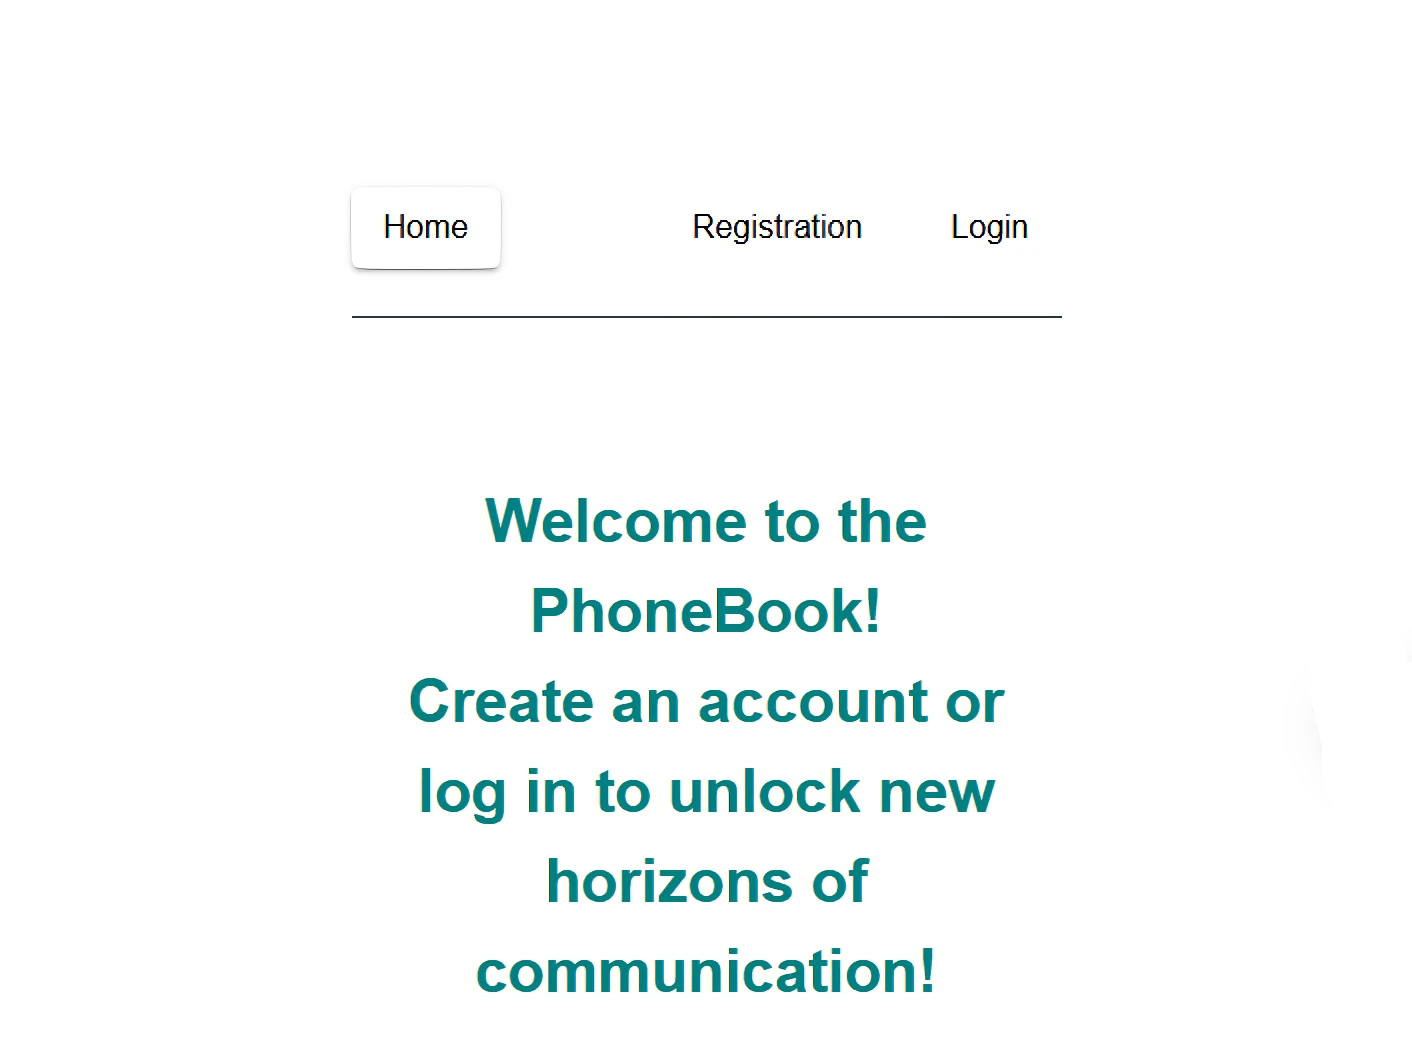 Home Registration Login
Welcome to the
PhoneBook!
Create an account or
log in to unlock new
horizons of
communication!